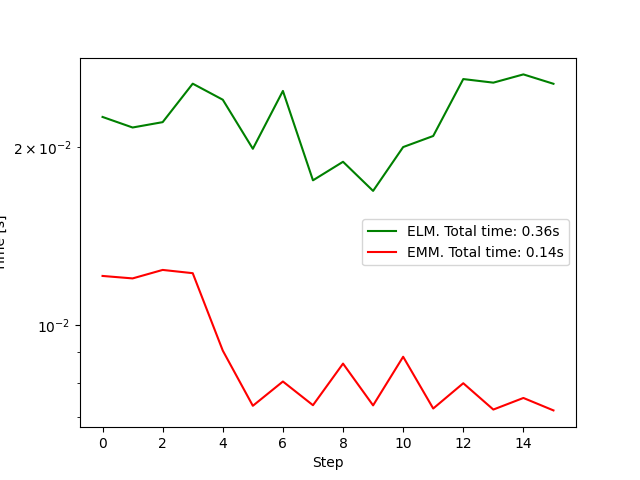 2 × 10⁻²
10⁻²
ELM. Total time: 0.36s
EMM. Total time: 0.14s
0 2 4 6 8 10 12 14
Step